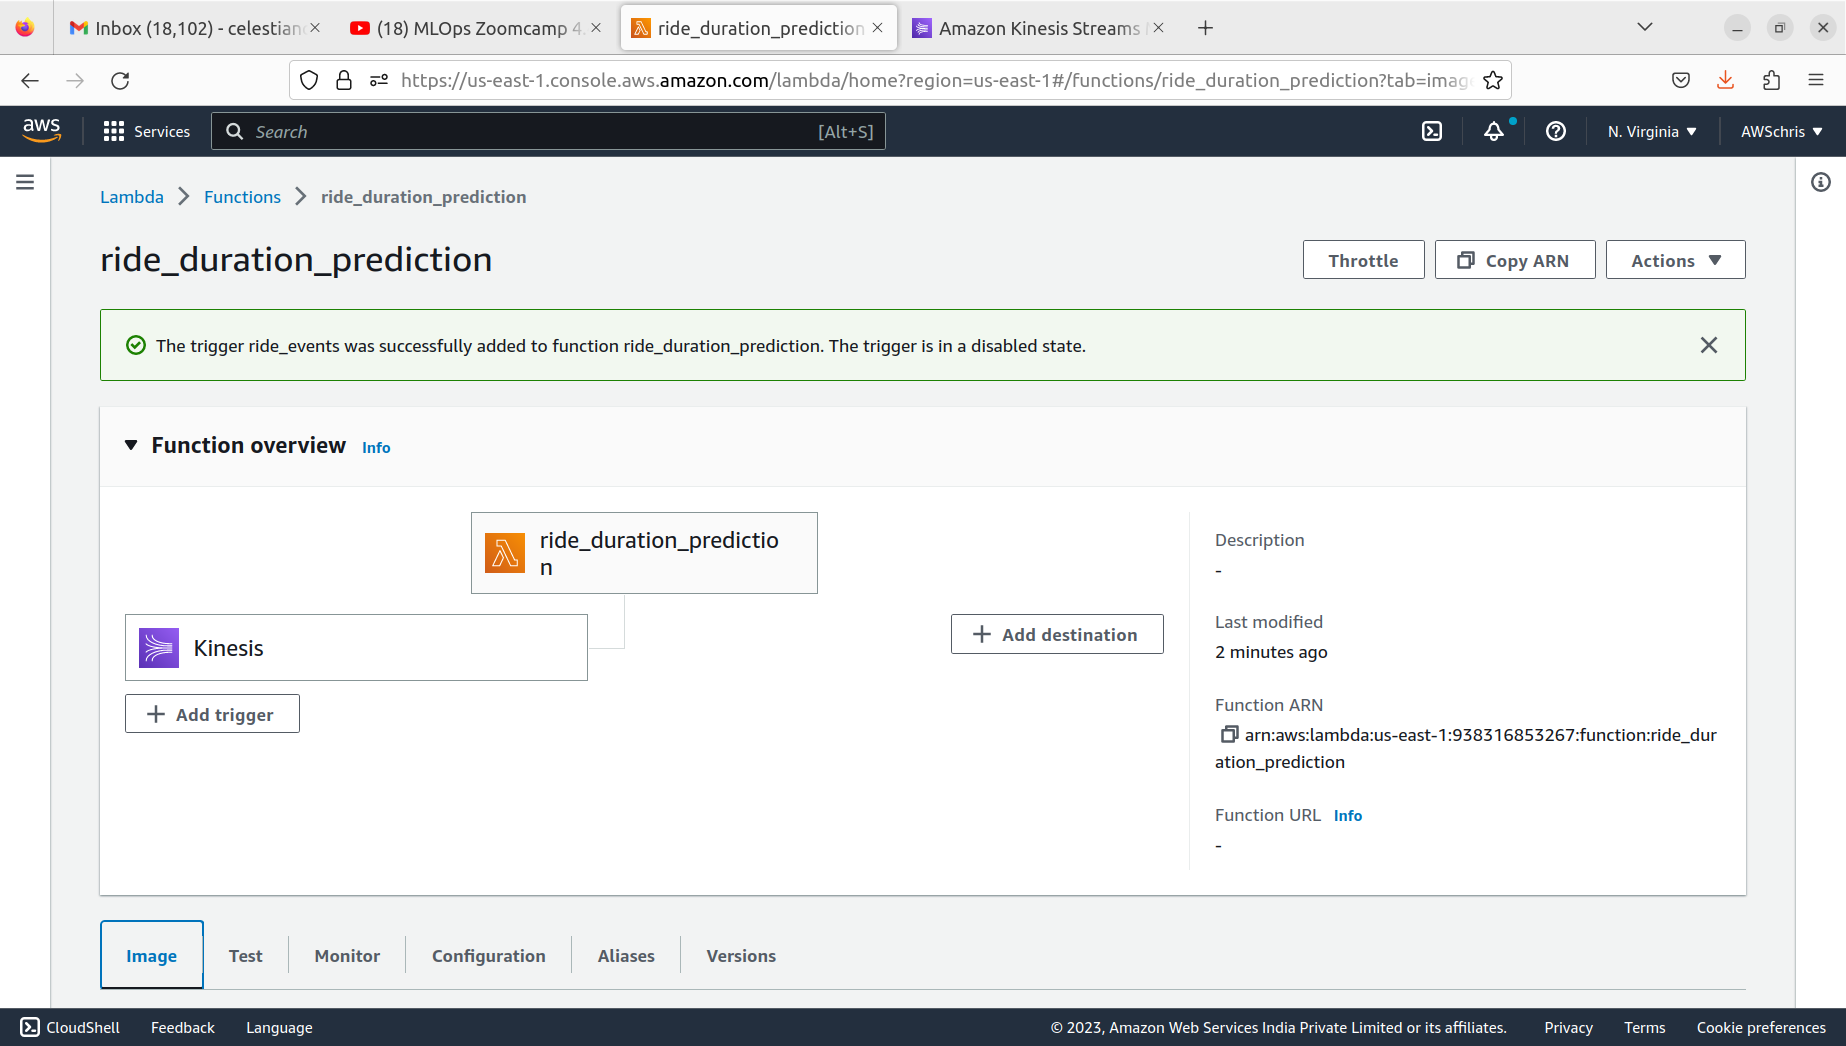 Inbox (18,102) - celestian
(18) MLOps Zoomcamp 4.
ride_duration_prediction
Amazon Kinesis Streams
https://us-east-1.console.aws.amazon.com/lambda/home?region=us-east-1#/functions/ride_duration_prediction?tab=imag
aws
Services
Search
[Alt+S]
N. Virginia
AWSchris
Lambda
Functions
ride_duration_prediction
ride_duration_prediction
Throttle
Copy ARN
Actions
The trigger ride_events was successfully added to function ride_duration_prediction. The trigger is in a disabled state.
Function overview Info
ride_duration_predictio
n
Kinesis
Add trigger
Add destination
Description
-
Last modified
2 minutes ago
Function ARN
arn:aws:lambda:us-east-1:938316853267:function:ride_dur
ation_prediction
Function URL Info
-
Image
Test
Monitor
Configuration
Aliases
Versions
CloudShell
Feedback
Language
© 2023, Amazon Web Services India Private Limited or its affiliates.
Privacy
Terms
Cookie preferences